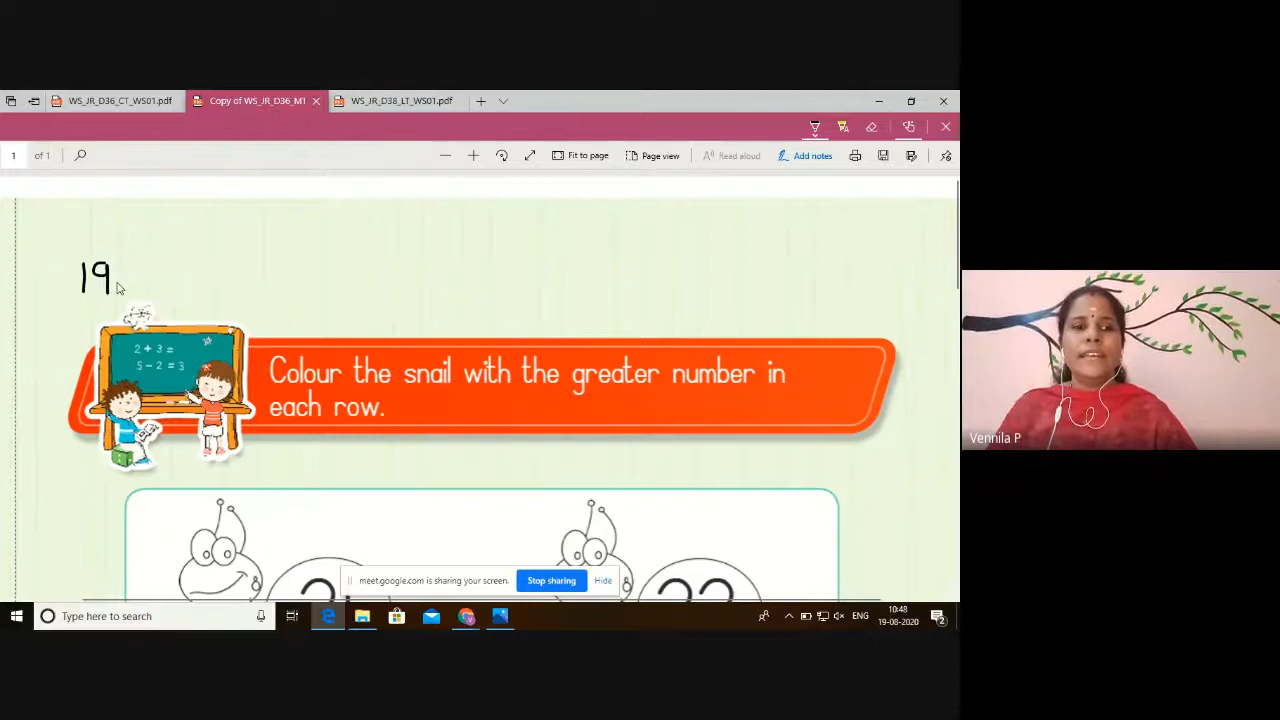 WS_JR_D36_CT_WS01.pdf
Copy of WS_JR_D36_MT
WS_JR_D38_LT_WS01.pdf
1 of 1
Fit to page
Page view
Read aloud
Add notes
19
2 + 3 =
5 - 2 = 3
Colour the snail with the greater number in
each row.
Vennila P
meet.google.com is sharing your screen.
Stop sharing
Hide
Type here to search
ENG
10:48
19-08-2020
2